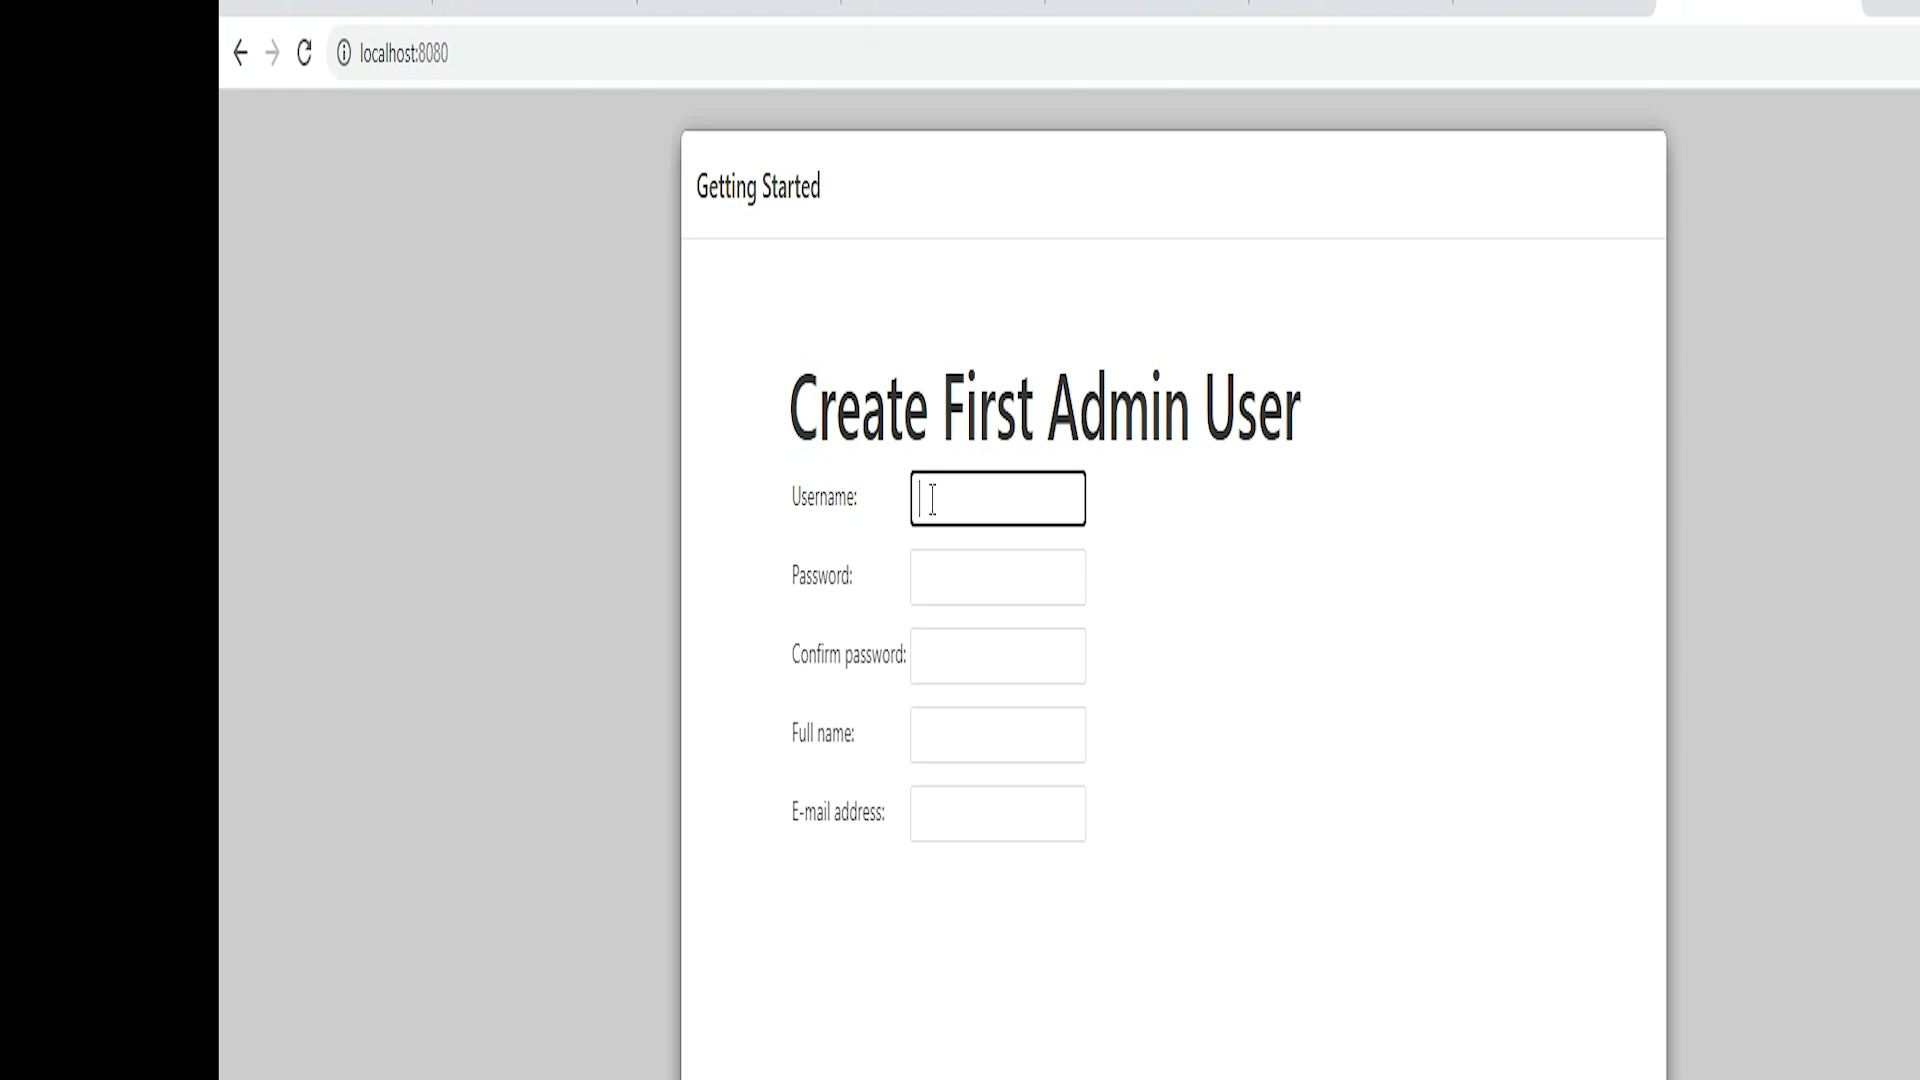 localhost:8080
Getting Started
Create First Admin User
Username:
Password:
Confirm password:
Full name:
E-mail address: